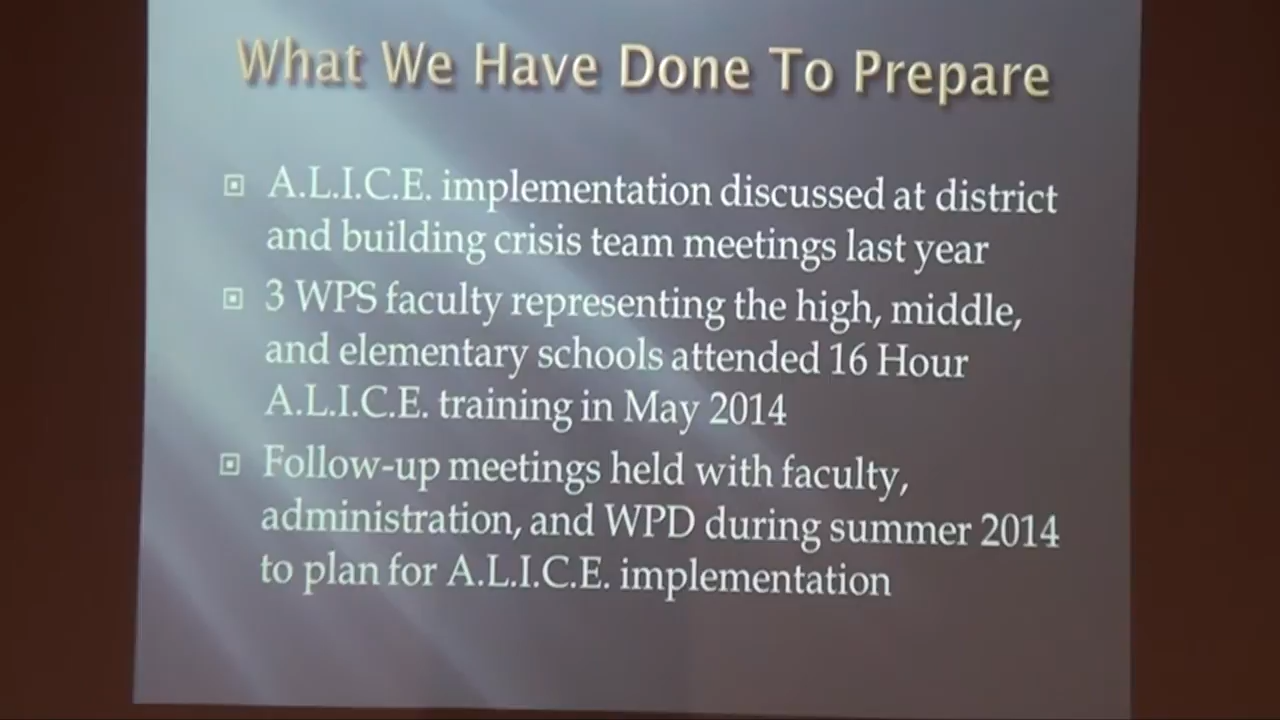 What We Have Done To Prepare
A.L.I.C.E. implementation discussed at district
and building crisis team meetings last year
3 WPS faculty representing the high, middle,
and elementary schools attended 16 Hour
A.L.I.C.E. training in May 2014
Follow-up meetings held with faculty,
administration, and WPD during summer 2014
to plan for A.L.I.C.E. implementation